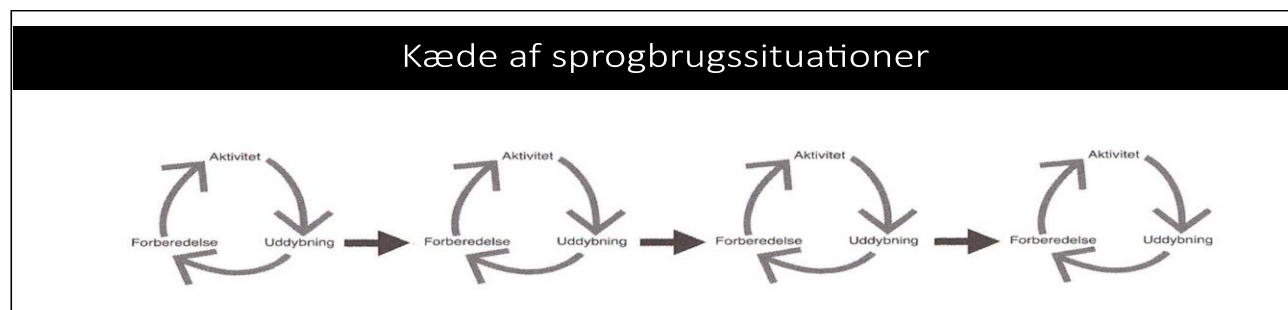 Kæde af sprogbrugssituationer
Aktivitet Aktivitet Aktivitet Aktivitet
Forberedelse Uddybning Forberedelse Uddybning Forberedelse Uddybning Forberedelse Uddybning